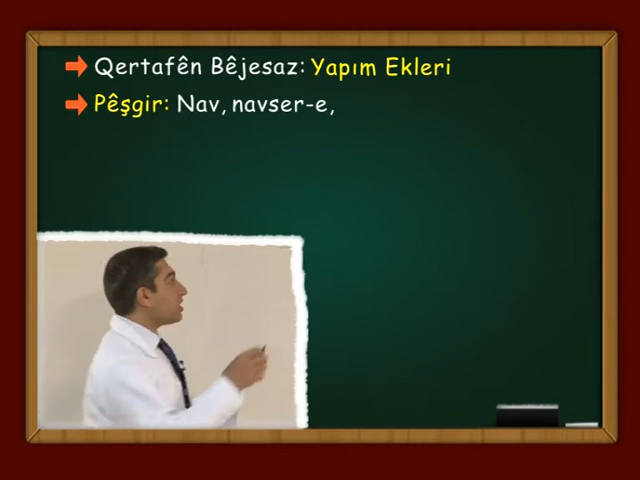 Qertafên Bêjesaz: Yapım Ekleri
Pêşgir: Nav, navser-e,